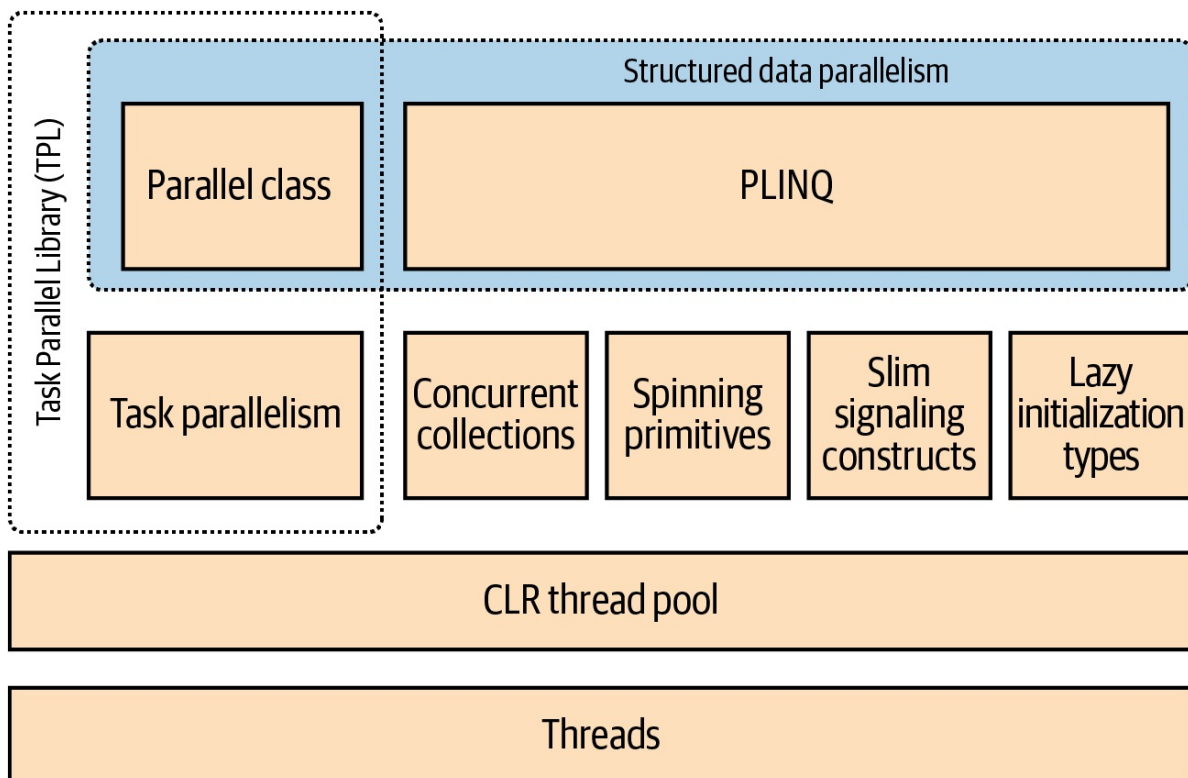 Structured data parallelism
Task Parallel Library (TPL)
Parallel class
PLINQ
Task parallelism
Concurrent
collections
Spinning
primitives
Slim
signaling
constructs
Lazy
initialization
types
CLR thread pool
Threads